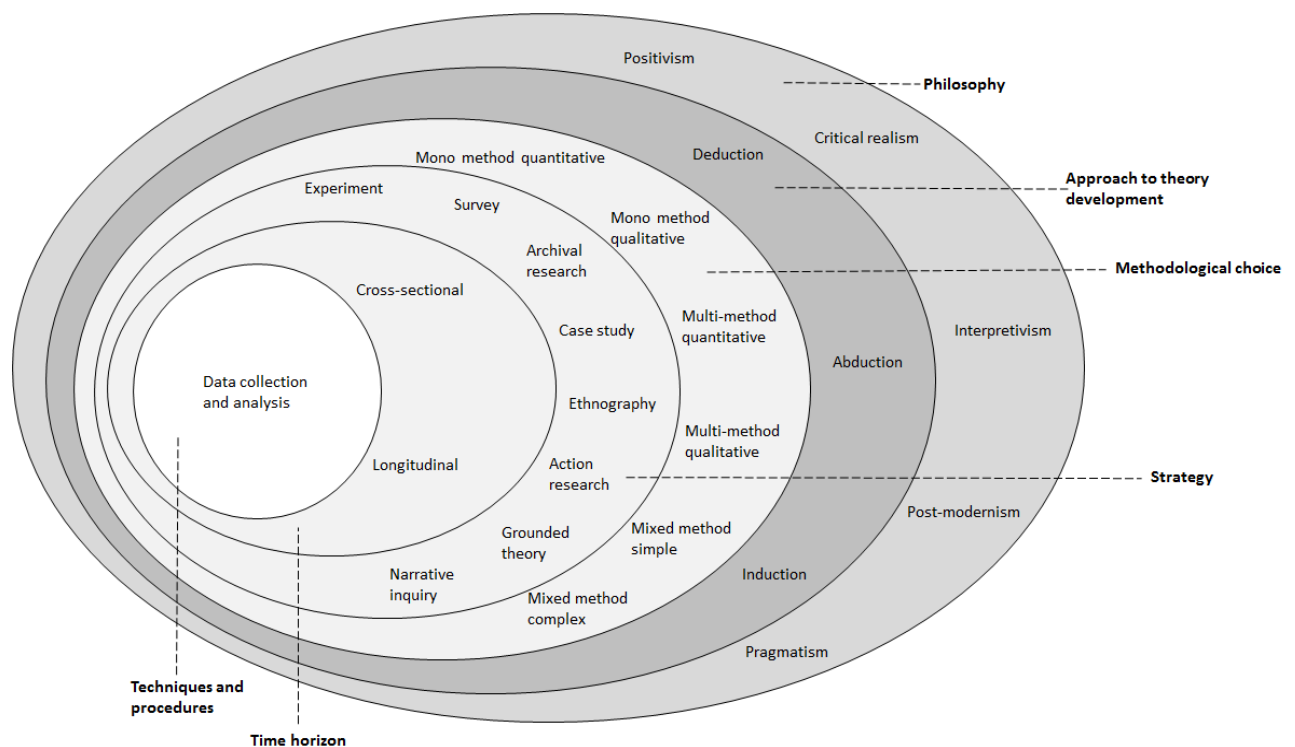 Positivism
Philosophy
Critical realism
Deduction
Mono method quantitative
Approach to theory
development
Experiment
Survey
Mono method
qualitative
Archival
research
Methodological choice
Cross-sectional
Multi-method
quantitative
Case study
Interpretivism
Abduction
Data collection
and analysis
Ethnography
Multi-method
qualitative
Longitudinal
Action
research
Strategy
Post-modernism
Grounded
theory
Mixed method
simple
Narrative
inquiry
Induction
Mixed method
complex
Pragmatism
Techniques and
procedures
Time horizon